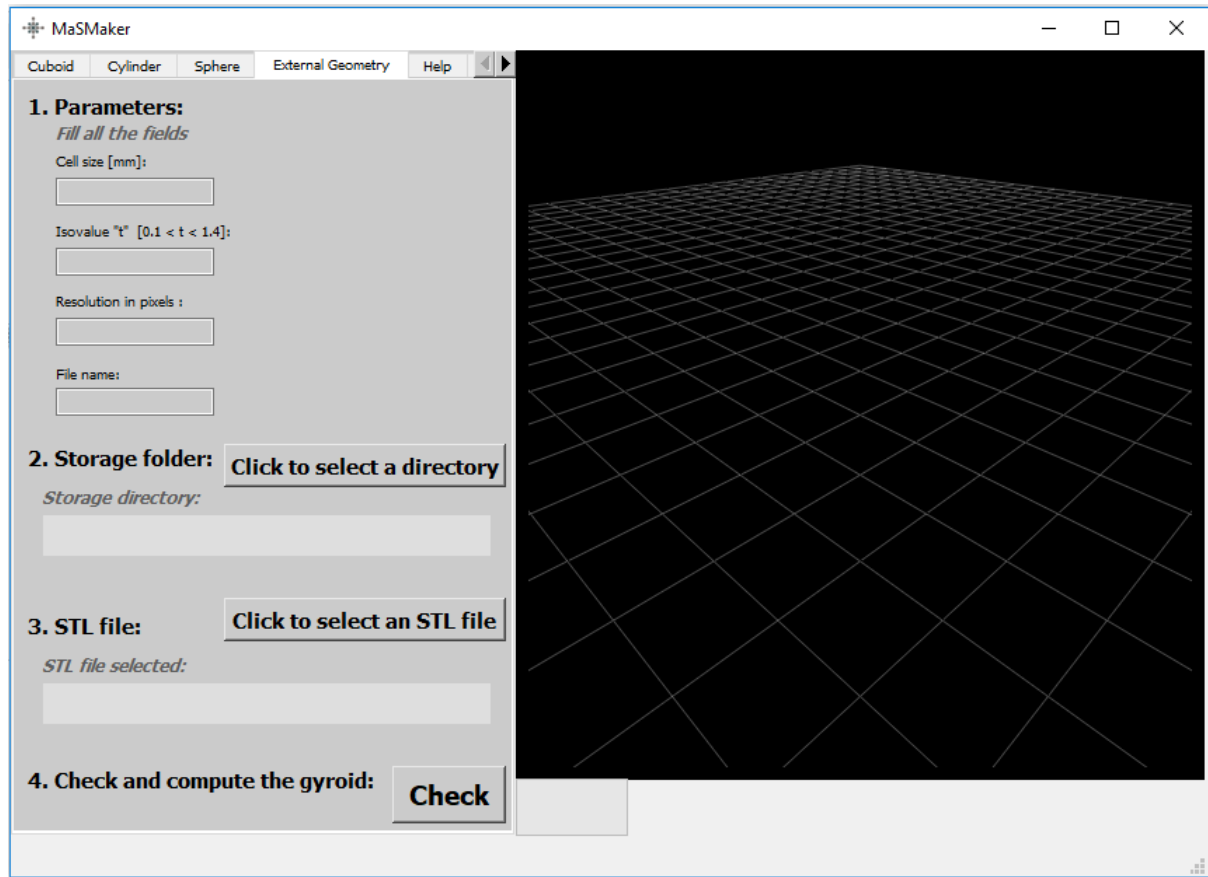 MaSMaker
Cuboid Cylinder Sphere External Geometry Help
1. Parameters:
Fill all the fields
Cell size [mm]:
Isovalue "t" [0.1 < t < 1.4]:
Resolution in pixels :
File name:
2. Storage folder: Click to select a directory
Storage directory:
3. STL file: Click to select an STL file
STL file selected:
4. Check and compute the gyroid: Check